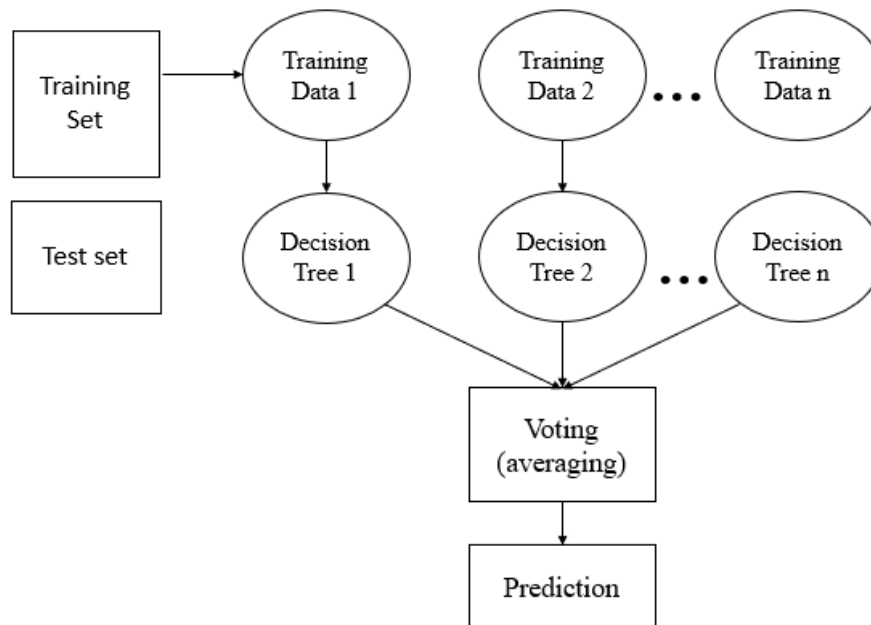 Training
Set
Training
Data 1
Training
Data 2
Training
Data n
Test set
Decision
Tree 1
Decision
Tree 2
Decision
Tree n
Voting
(averaging)
Prediction